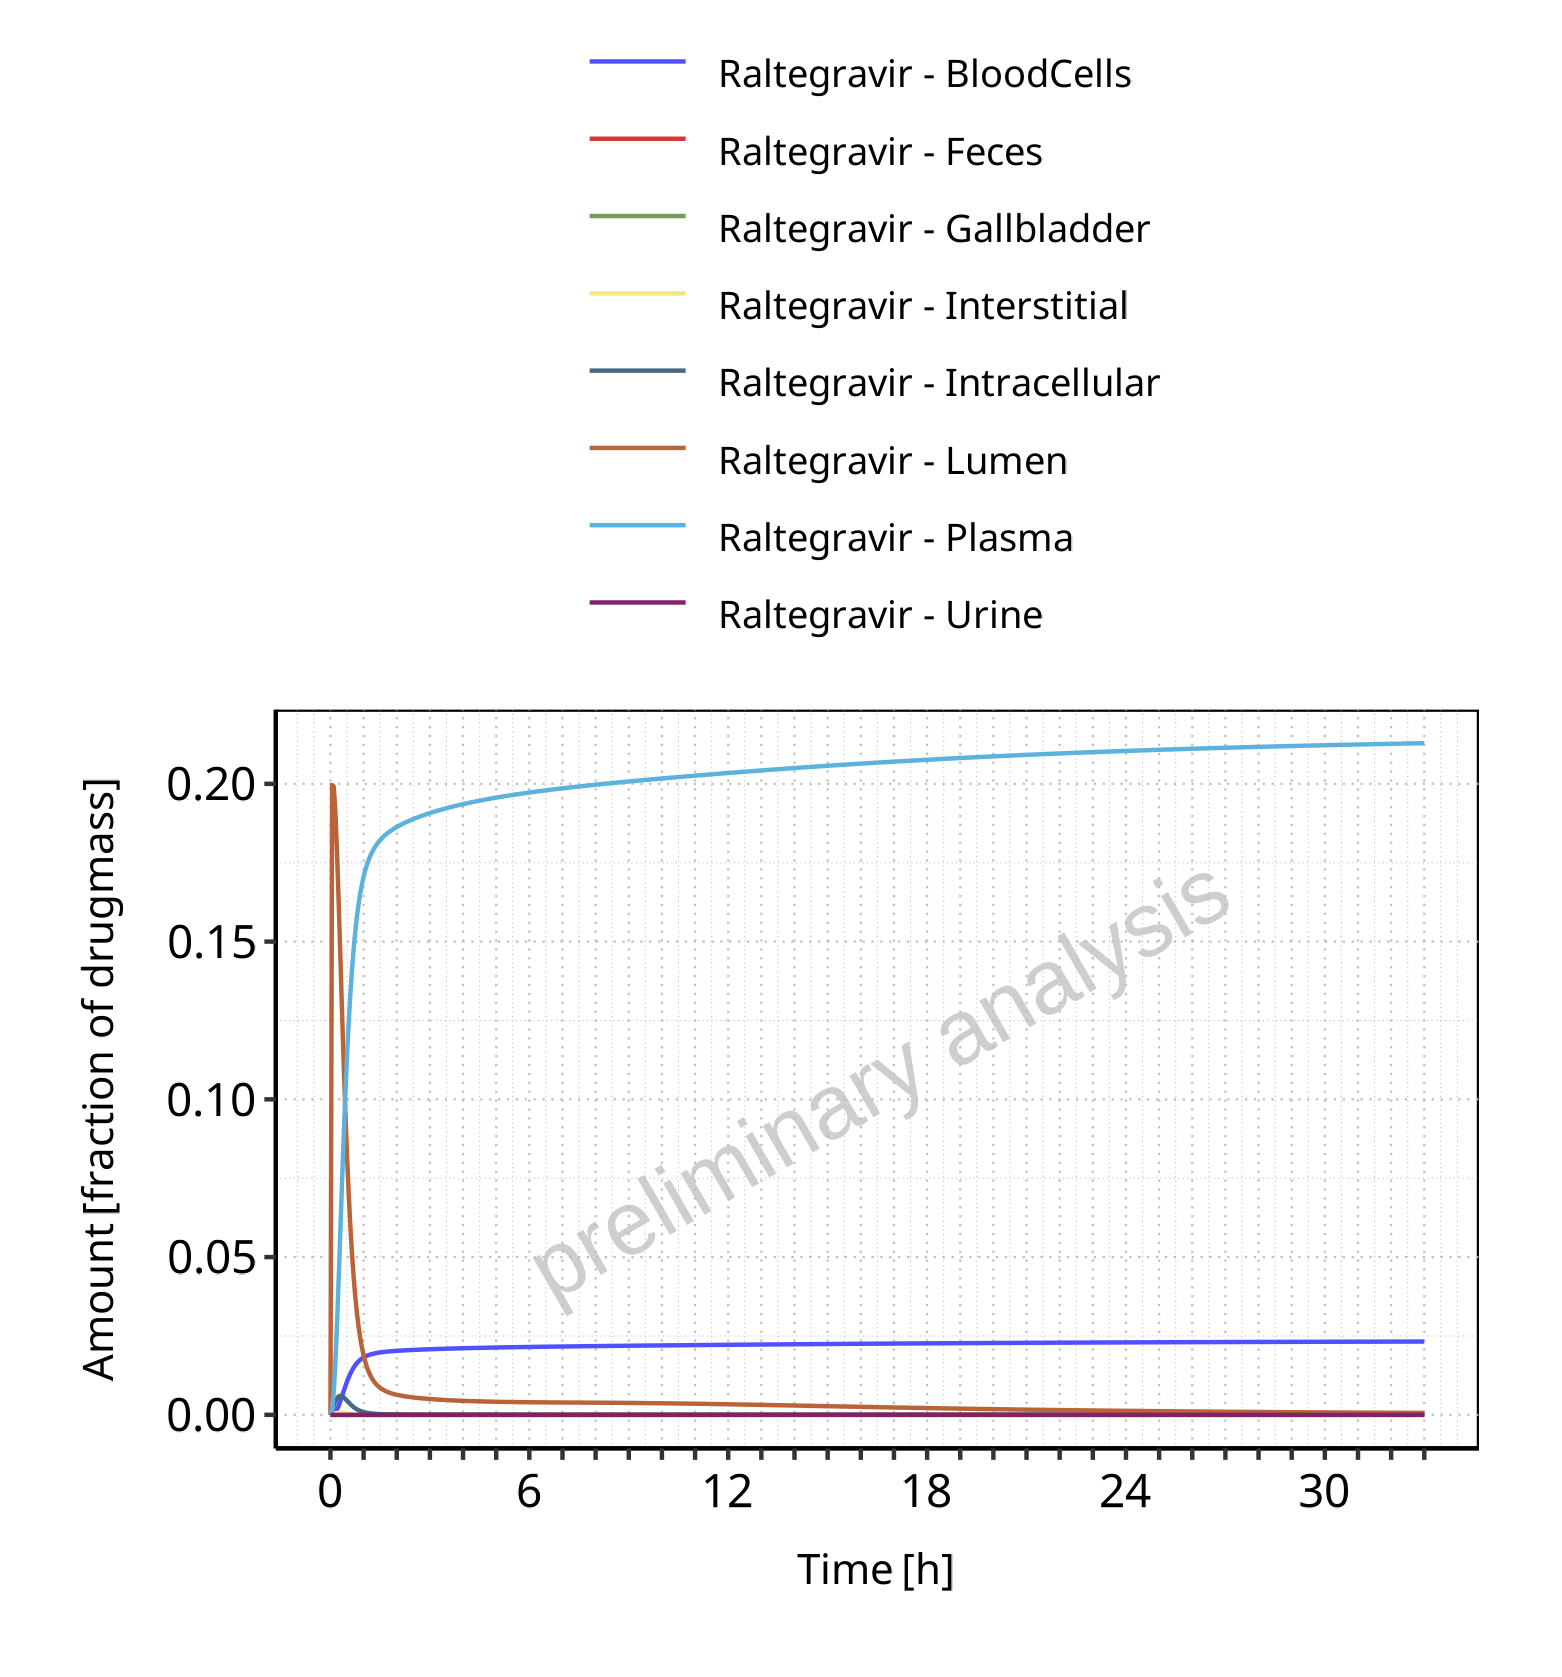 Raltegravir - BloodCells
Raltegravir - Feces
Raltegravir - Gallbladder
Raltegravir - Interstitial
Raltegravir - Intracellular
Raltegravir - Lumen
Raltegravir - Plasma
Raltegravir - Urine
Amount [fraction of drugmass]
0.20
0.15
0.10
0.05
0.00
preliminary analysis
0 6 12 18 24 30
Time [h]